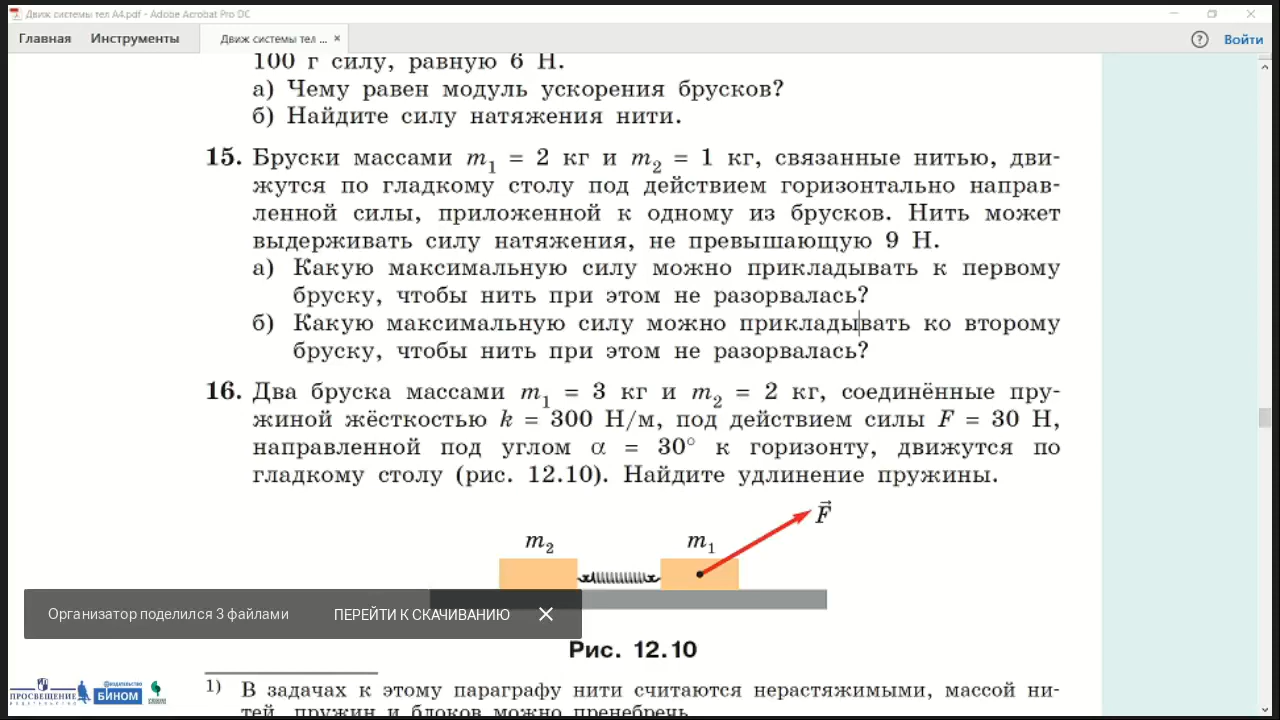 Движ системы тел А4.pdf - Adobe Acrobat Pro DC
Главная Инструменты Движ системы тел ... × ? Войти
100 г силу, равную 6 Н.
а) Чему равен модуль ускорения брусков?
б) Найдите силу натяжения нити.
15. Бруски массами m₁ = 2 кг и m₂ = 1 кг, связанные нитью, дви-
жутся по гладкому столу под действием горизонтально направ-
ленной силы, приложенной к одному из брусков. Нить может
выдерживать силу натяжения, не превышающую 9 Н.
а) Какую максимальную силу можно прикладывать к первому
бруску, чтобы нить при этом не разорвалась?
б) Какую максимальную силу можно прикладывать ко второму
бруску, чтобы нить при этом не разорвалась?
16. Два бруска массами m₁ = 3 кг и m₂ = 2 кг, соединённые пру-
жиной жёсткостью k = 300 Н/м, под действием силы F = 30 Н,
направленной под углом α = 30° к горизонту, движутся по
гладкому столу (рис. 12.10). Найдите удлинение пружины.
F⃗
m₂ m₁
Организатор поделился 3 файлами ПЕРЕЙТИ К СКАЧИВАНИЮ
Рис. 12.10
ПРОСВЕЩЕНИЕ БИНОМ
1) В задачах к этому параграфу нити считаются нерастяжимыми, массой ни-
тей, пружин и блоков можно пренебречь.